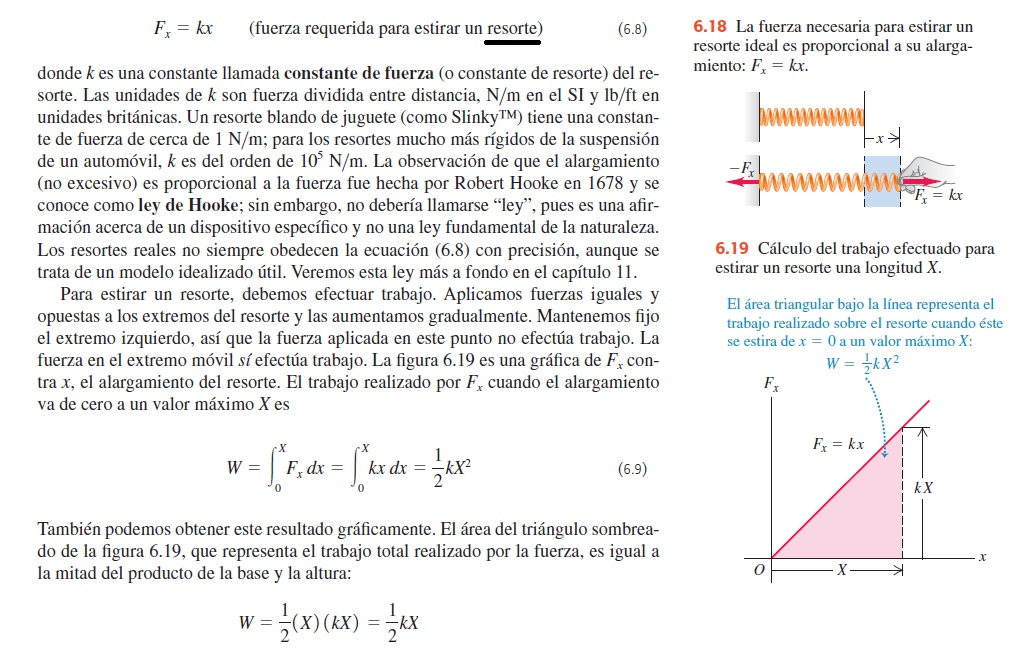 Fₓ = kx (fuerza requerida para estirar un resorte) (6.8)
donde k es una constante llamada constante de fuerza (o constante de resorte) del re-
sorte. Las unidades de k son fuerza dividida entre distancia, N/m en el SI y lb/ft en
unidades británicas. Un resorte blando de juguete (como Slinky™) tiene una constan-
te de fuerza de cerca de 1 N/m; para los resortes mucho más rígidos de la suspensión
de un automóvil, k es del orden de 10⁵ N/m. La observación de que el alargamiento
(no excesivo) es proporcional a la fuerza fue hecha por Robert Hooke en 1678 y se
conoce como ley de Hooke; sin embargo, no debería llamarse “ley”, pues es una afir-
mación acerca de un dispositivo específico y no una ley fundamental de la naturaleza.
Los resortes reales no siempre obedecen la ecuación (6.8) con precisión, aunque se
trata de un modelo idealizado útil. Veremos esta ley más a fondo en el capítulo 11.
Para estirar un resorte, debemos efectuar trabajo. Aplicamos fuerzas iguales y
opuestas a los extremos del resorte y las aumentamos gradualmente. Mantenemos fijo
el extremo izquierdo, así que la fuerza aplicada en este punto no efectúa trabajo. La
fuerza en el extremo móvil sí efectúa trabajo. La figura 6.19 es una gráfica de Fₓ con-
tra x, el alargamiento del resorte. El trabajo realizado por Fₓ cuando el alargamiento
va de cero a un valor máximo X es
W = ∫₀ˣ Fₓ dx = ∫₀ˣ kx dx = 1/2 kX² (6.9)
También podemos obtener este resultado gráficamente. El área del triángulo sombrea-
do de la figura 6.19, que representa el trabajo total realizado por la fuerza, es igual a
la mitad del producto de la base y la altura:
W = 1/2 (X)(kX) = 1/2 kX
6.18 La fuerza necesaria para estirar un
resorte ideal es proporcional a su alarga-
miento: Fₓ = kx.
x
−Fₓ
Fₓ = kx
6.19 Cálculo del trabajo efectuado para
estirar un resorte una longitud X.
El área triangular bajo la línea representa el
trabajo realizado sobre el resorte cuando éste
se estira de x = 0 a un valor máximo X:
W = 1/2 kX²
Fₓ
Fₓ = kx
kX
x
O
X